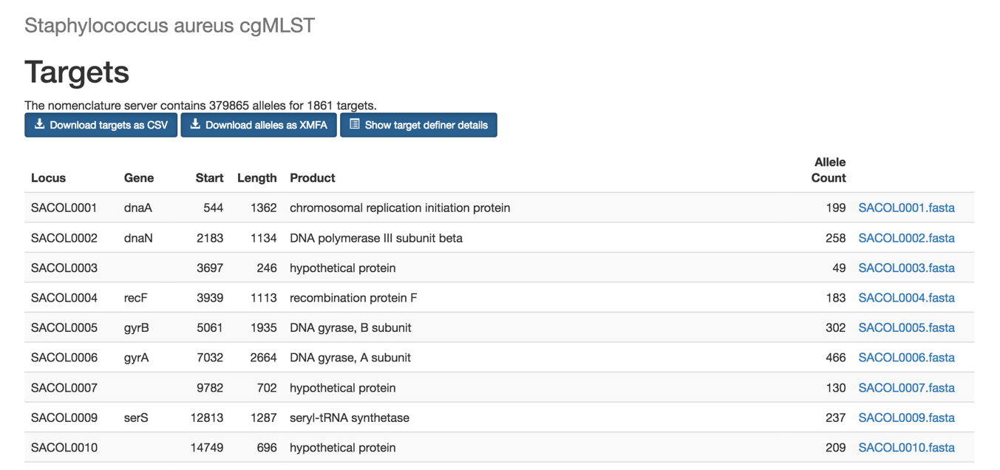 Staphylococcus aureus cgMLST
Targets
The nomenclature server contains 379865 alleles for 1861 targets.
Download targets as CSV Download alleles as XMFA Show target definer details
Locus Gene Start Length Product Allele Count
SACOL0001 dnaA 544 1362 chromosomal replication initiation protein 199 SACOL0001.fasta
SACOL0002 dnaN 2183 1134 DNA polymerase III subunit beta 258 SACOL0002.fasta
SACOL0003 3697 246 hypothetical protein 49 SACOL0003.fasta
SACOL0004 recF 3939 1113 recombination protein F 183 SACOL0004.fasta
SACOL0005 gyrB 5061 1935 DNA gyrase, B subunit 302 SACOL0005.fasta
SACOL0006 gyrA 7032 2664 DNA gyrase, A subunit 466 SACOL0006.fasta
SACOL0007 9782 702 hypothetical protein 130 SACOL0007.fasta
SACOL0009 serS 12813 1287 seryl-tRNA synthetase 237 SACOL0009.fasta
SACOL0010 14749 696 hypothetical protein 209 SACOL0010.fasta